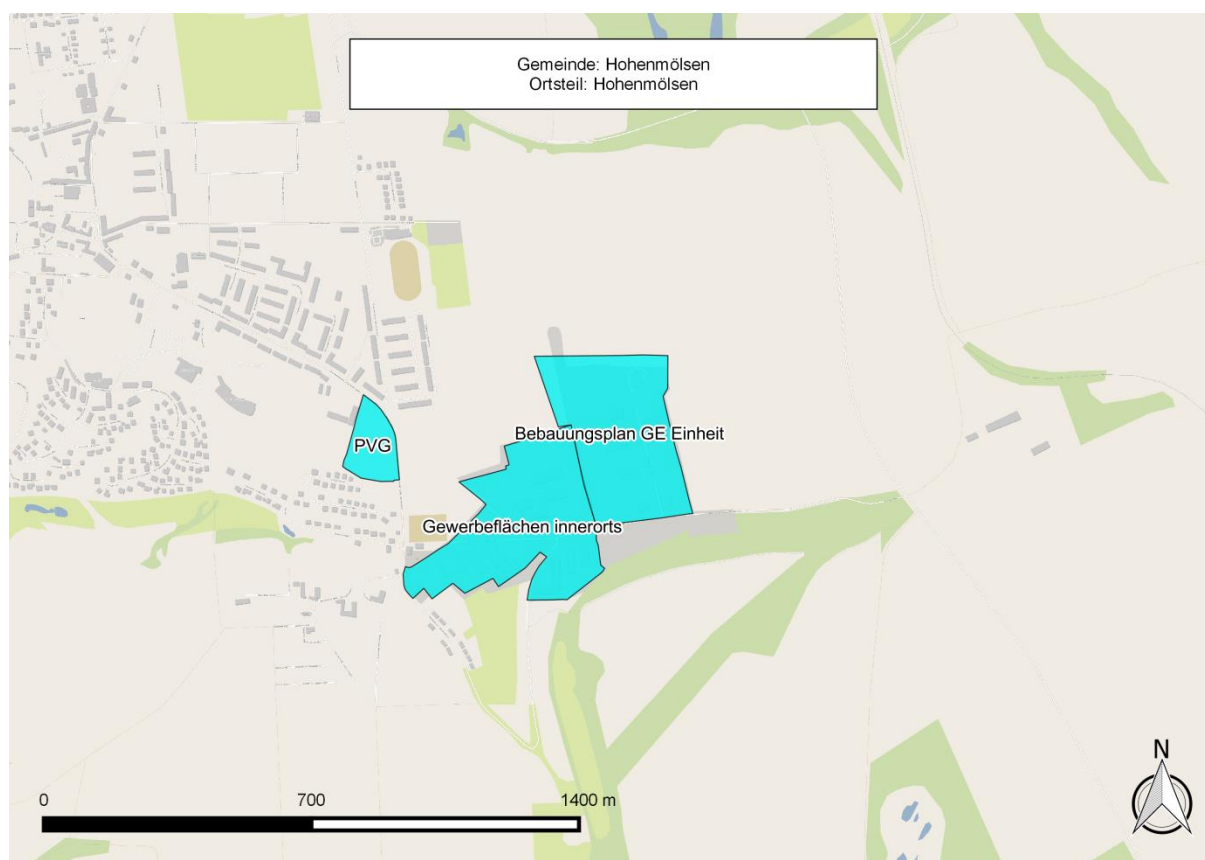 Gemeinde: Hohenmölsen
Ortsteil: Hohenmölsen
Bebauungsplan GE Einheit
PVG
Gewerbeflächen innerorts
N
0 700 1400 m